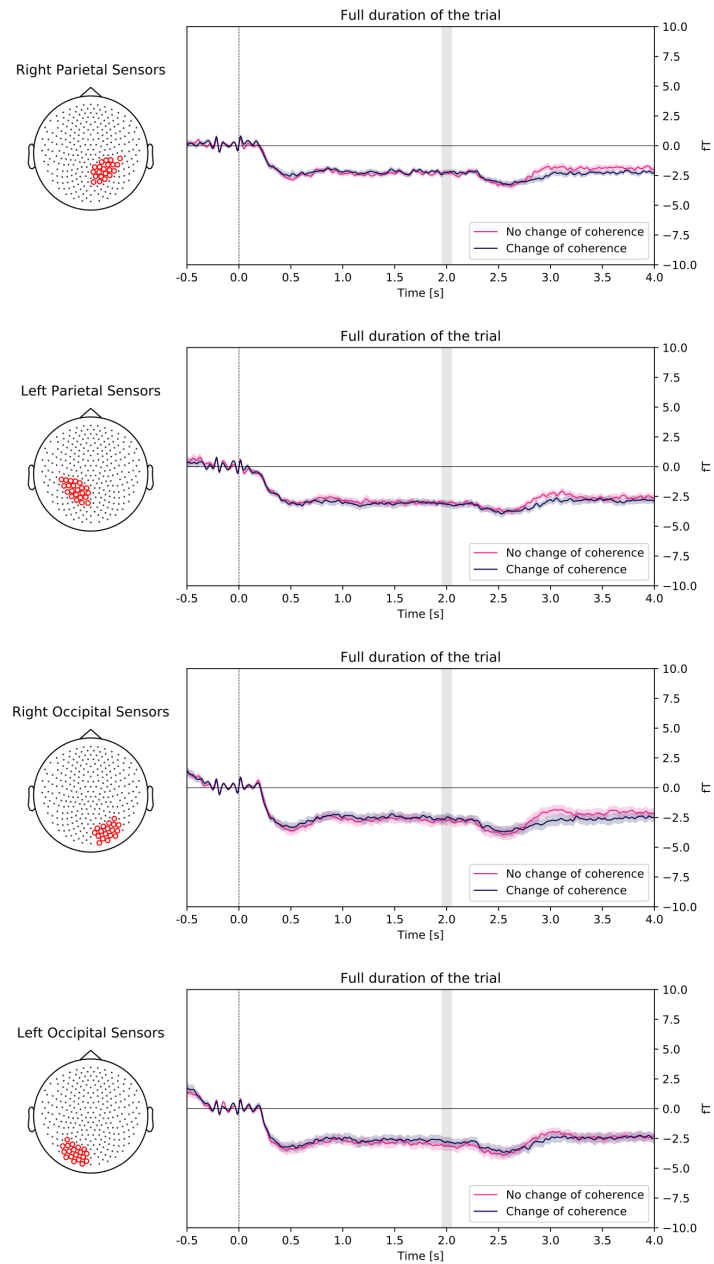 Full duration of the trial
Right Parietal Sensors
10.0
7.5
5.0
2.5
0.0
−2.5
−5.0
−7.5
−10.0
fT
No change of coherence
Change of coherence
-0.5 0.0 0.5 1.0 1.5 2.0 2.5 3.0 3.5 4.0
Time [s]
Full duration of the trial
Left Parietal Sensors
10.0
7.5
5.0
2.5
0.0
−2.5
−5.0
−7.5
−10.0
fT
No change of coherence
Change of coherence
-0.5 0.0 0.5 1.0 1.5 2.0 2.5 3.0 3.5 4.0
Time [s]
Full duration of the trial
Right Occipital Sensors
10.0
7.5
5.0
2.5
0.0
−2.5
−5.0
−7.5
−10.0
fT
No change of coherence
Change of coherence
-0.5 0.0 0.5 1.0 1.5 2.0 2.5 3.0 3.5 4.0
Time [s]
Full duration of the trial
Left Occipital Sensors
10.0
7.5
5.0
2.5
0.0
−2.5
−5.0
−7.5
−10.0
fT
No change of coherence
Change of coherence
-0.5 0.0 0.5 1.0 1.5 2.0 2.5 3.0 3.5 4.0
Time [s]